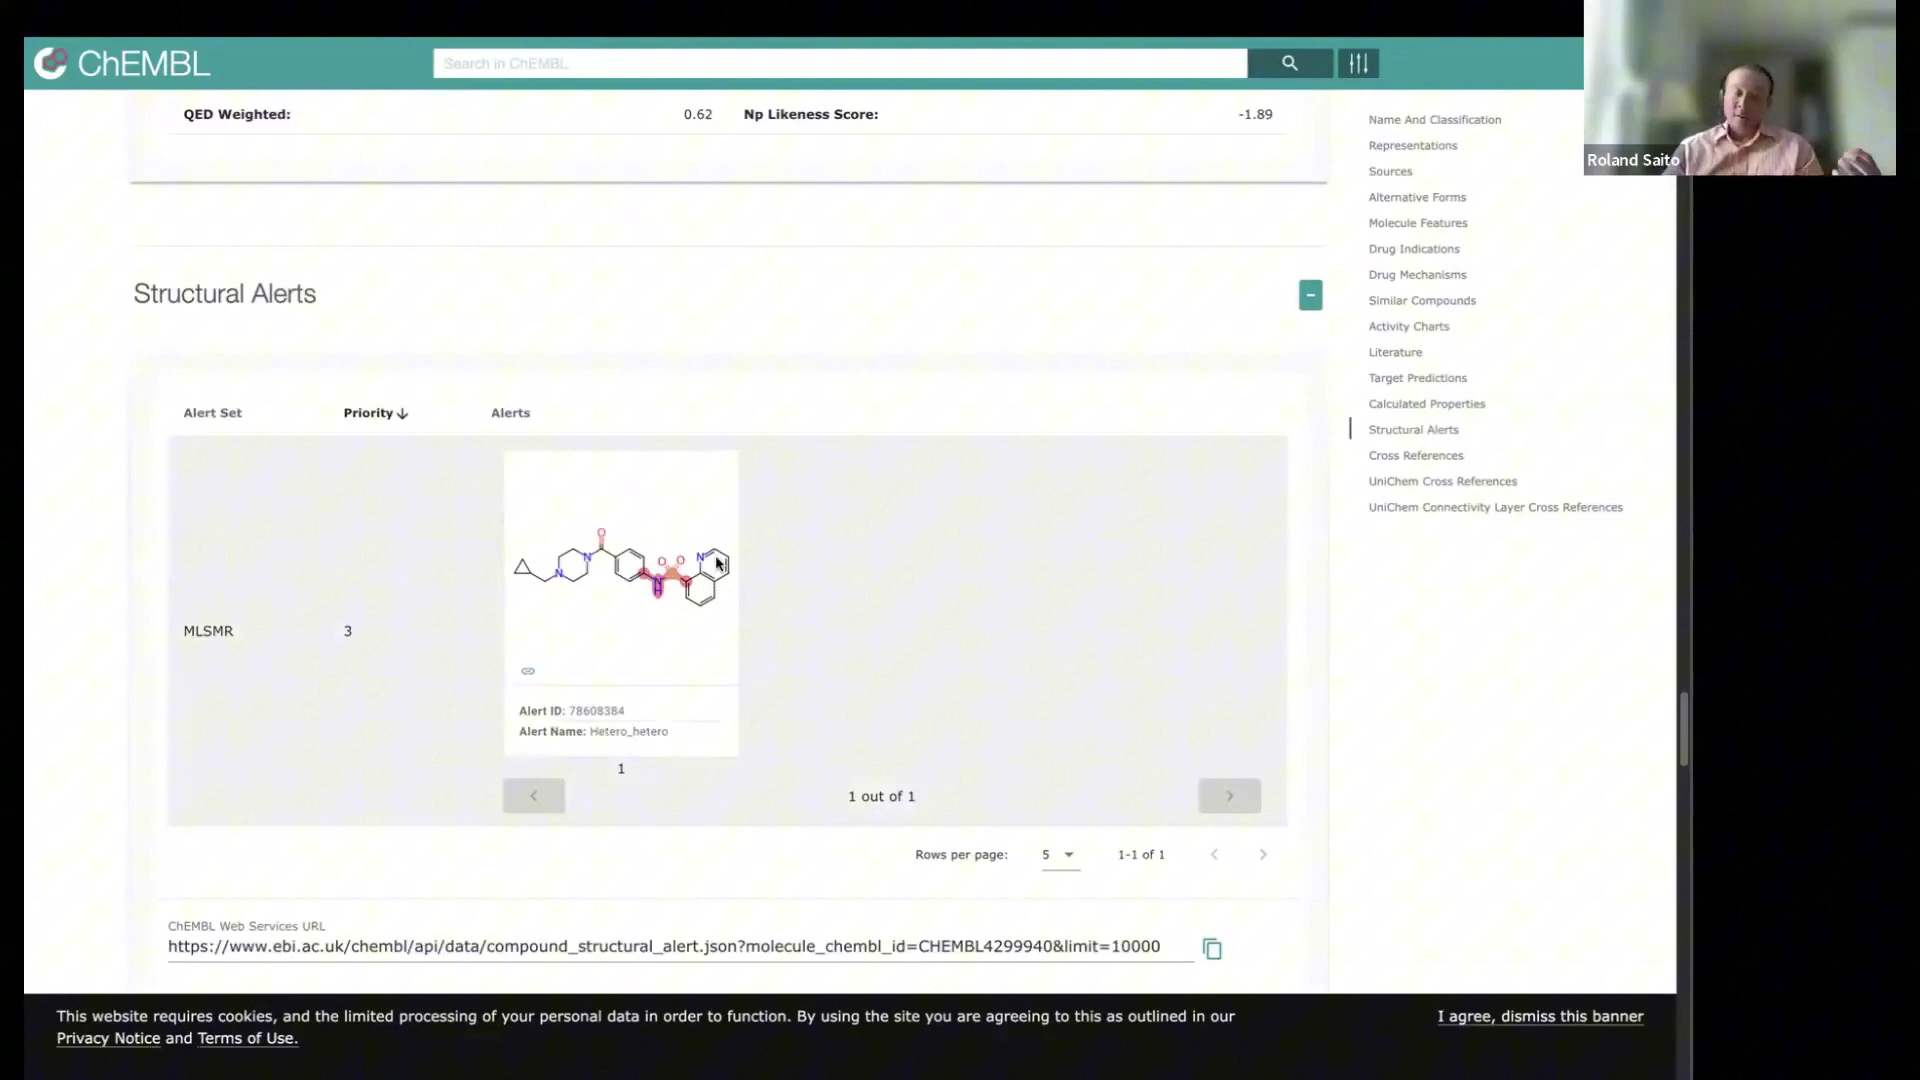 ChEMBL
Search in ChEMBL
QED Weighted: 0.62 Np Likeness Score: -1.89
Structural Alerts
Alert Set Priority Alerts
MLSMR 3
O
N
N
O O
N
H
N
Alert ID: 78608384
Alert Name: Hetero_hetero
1
1 out of 1
Rows per page: 5 1-1 of 1
ChEMBL Web Services URL
https://www.ebi.ac.uk/chembl/api/data/compound_structural_alert.json?molecule_chembl_id=CHEMBL4299940&limit=10000
Name And Classification
Representations
Sources
Alternative Forms
Molecule Features
Drug Indications
Drug Mechanisms
Similar Compounds
Activity Charts
Literature
Target Predictions
Calculated Properties
Structural Alerts
Cross References
UniChem Cross References
UniChem Connectivity Layer Cross References
Roland Saito
This website requires cookies, and the limited processing of your personal data in order to function. By using the site you are agreeing to this as outlined in our
Privacy Notice and Terms of Use.
I agree, dismiss this banner